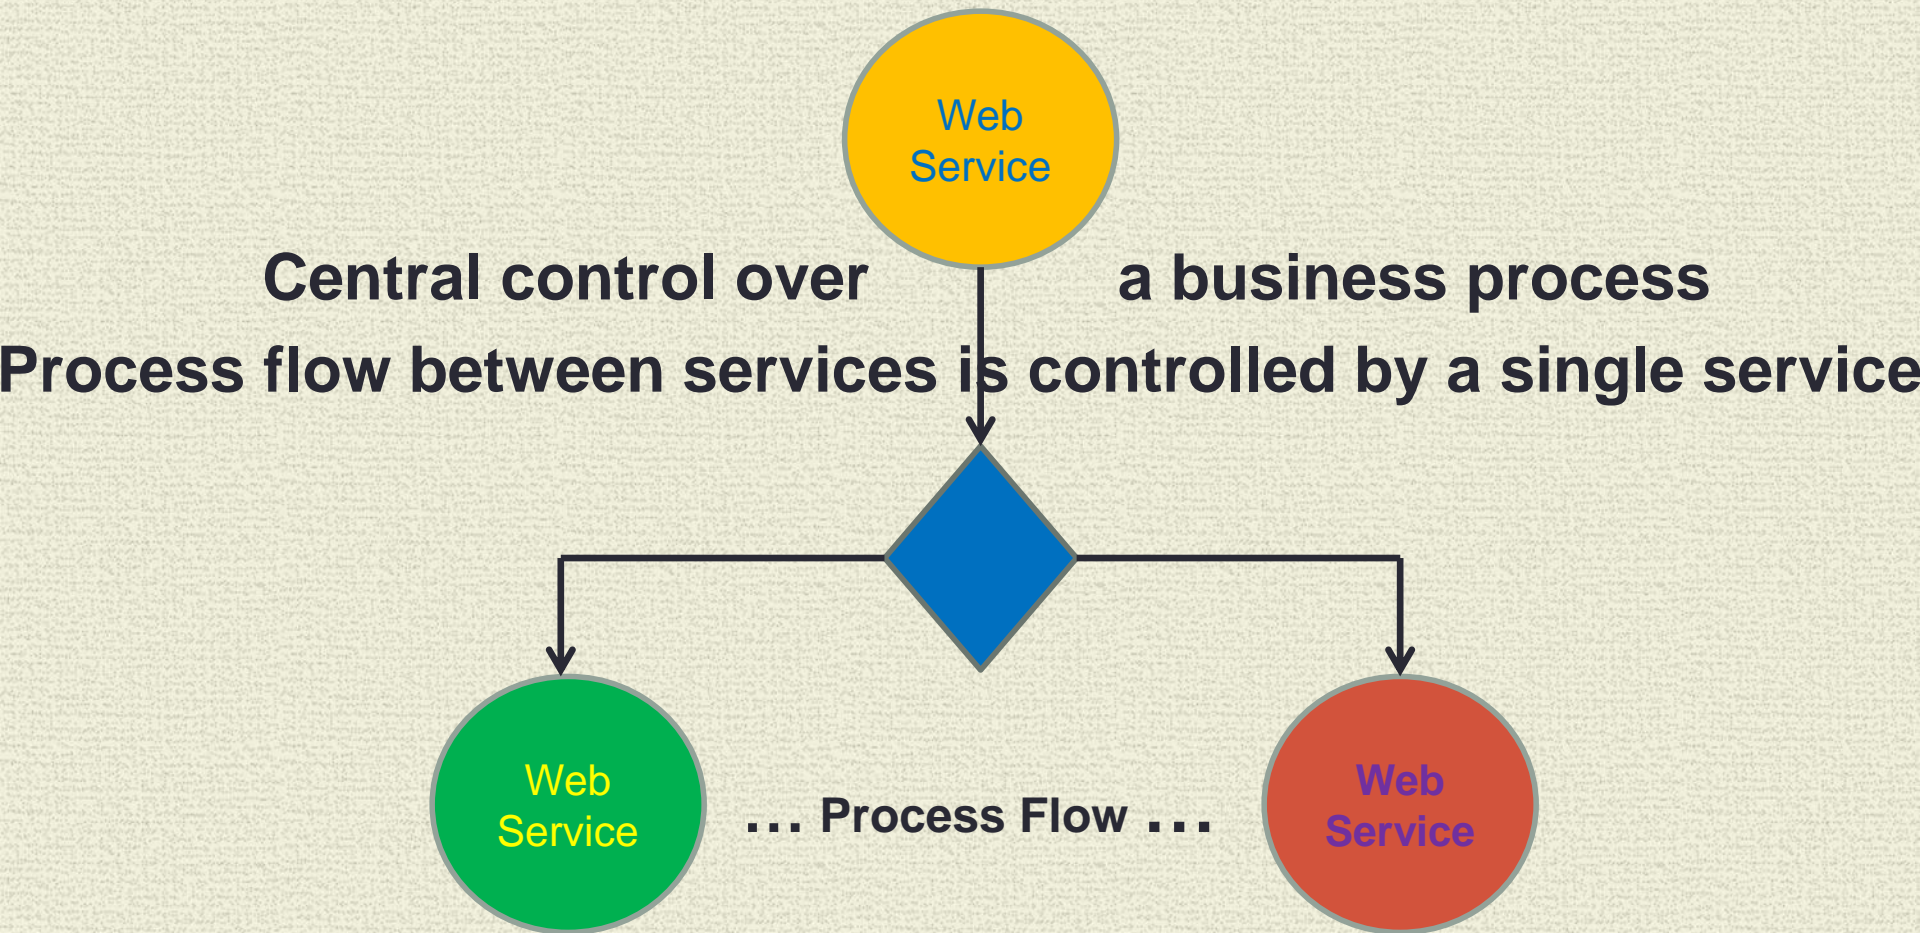 Web
Service
Central control over a business process
Process flow between services is controlled by a single service
Web
Service
... Process Flow ...
Web
Service